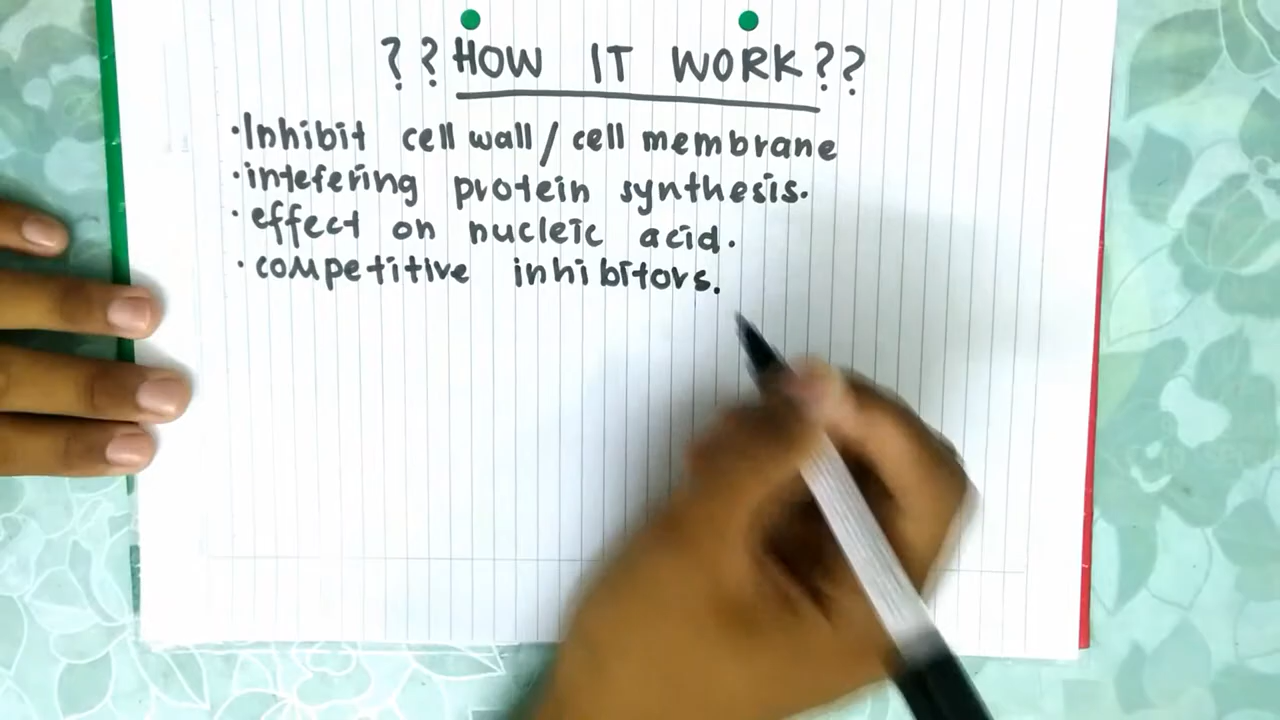 ??HOW IT WORK??
•Inhibit cell wall/cell membrane
•intefering protein synthesis.
•effect on nucleic acid.
•competitive inhibitors.